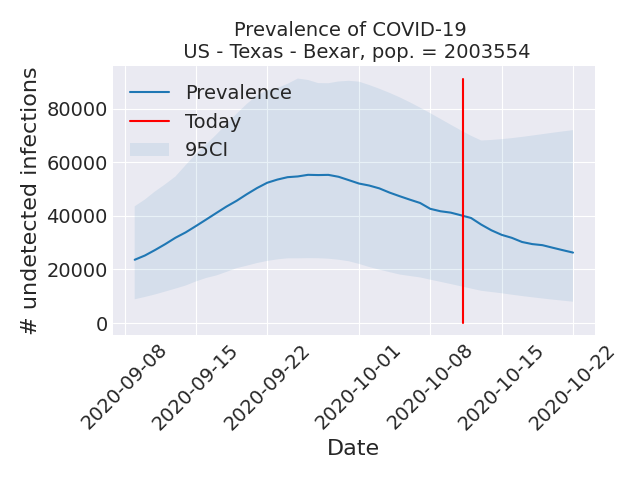 Prevalence of COVID-19
US - Texas - Bexar, pop. = 2003554
# undetected infections
80000
60000
40000
20000
0
Prevalence
Today
95CI
2020-09-08
2020-09-15
2020-09-22
2020-10-01
2020-10-08
2020-10-15
2020-10-22
Date